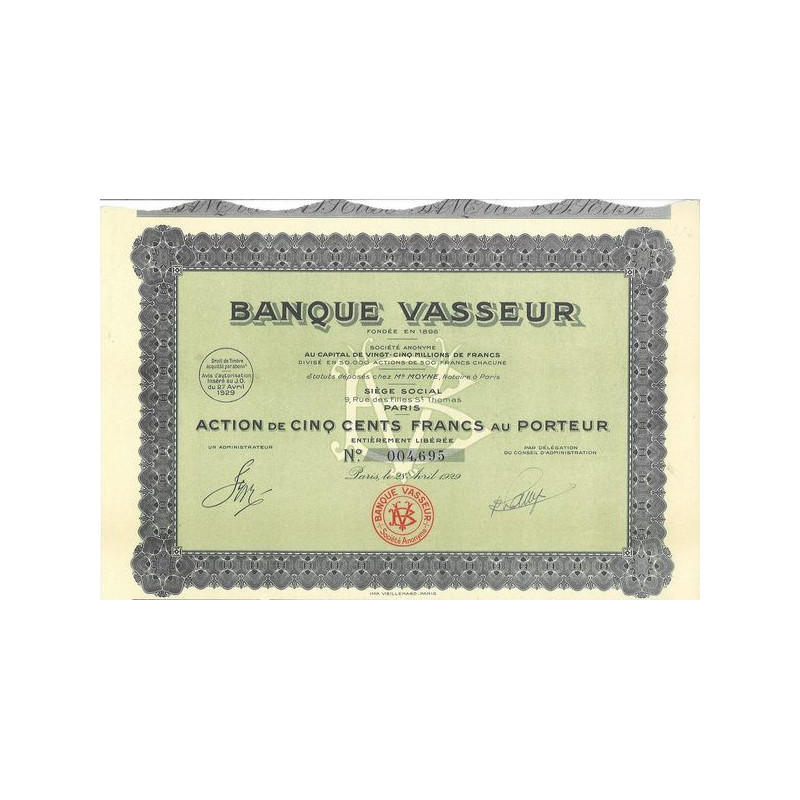 BANQUE VASSEUR
FONDÉE EN 1896
SOCIÉTÉ ANONYME
AU CAPITAL DE VINGT-CINQ MILLIONS DE FRANCS
DIVISÉ EN 50.000 ACTIONS DE 500 FRANCS CHACUNE
Statuts déposés chez Me MOYNE, Notaire à Paris
Droit de Timbre
acquitté par abonnt
Avis d'autorisation
inséré au J.O.
du 27 Avril
1929
SIÈGE SOCIAL
9, Rue des Filles St Thomas
PARIS
ACTION DE CINQ CENTS FRANCS AU PORTEUR
ENTIÈREMENT LIBÉRÉE
UN ADMINISTRATEUR
PAR DÉLÉGATION
DU CONSEIL D'ADMINISTRATION
No. 004,695
Paris, le 28 Avril 1929
BANQUE VASSEUR
VB
Société Anonyme
IMP. VIEILLEMARD. PARIS